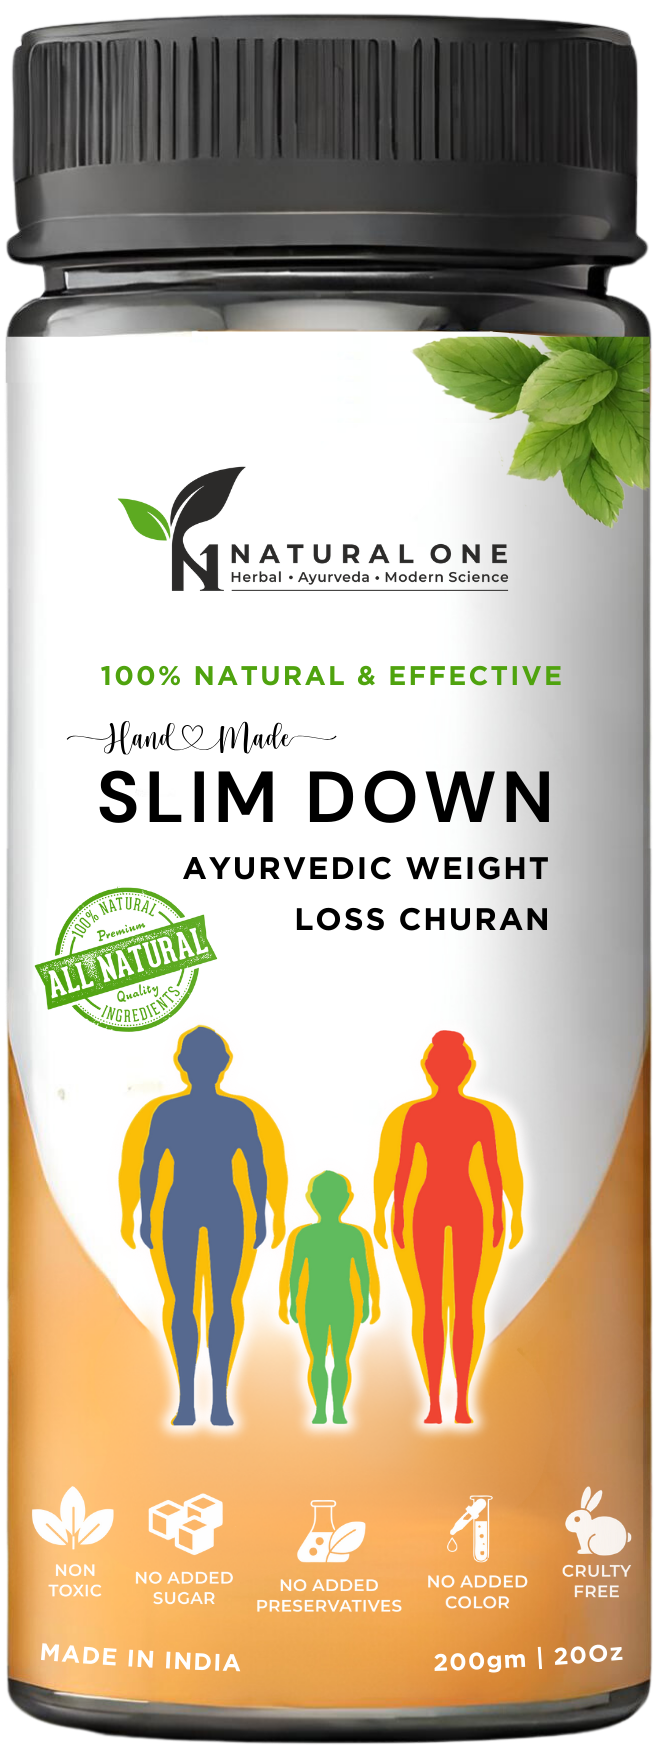 N1 NATURAL ONE
Herbal • Ayurveda • Modern Science
100% NATURAL & EFFECTIVE
Hand Made
SLIM DOWN
AYURVEDIC WEIGHT
LOSS CHURAN
100% NATURAL
Premium
ALL NATURAL
Quality
INGREDIENTS
NON
TOXIC
NO ADDED
SUGAR
NO ADDED
PRESERVATIVES
NO ADDED
COLOR
CRULTY
FREE
MADE IN INDIA
200gm | 20Oz